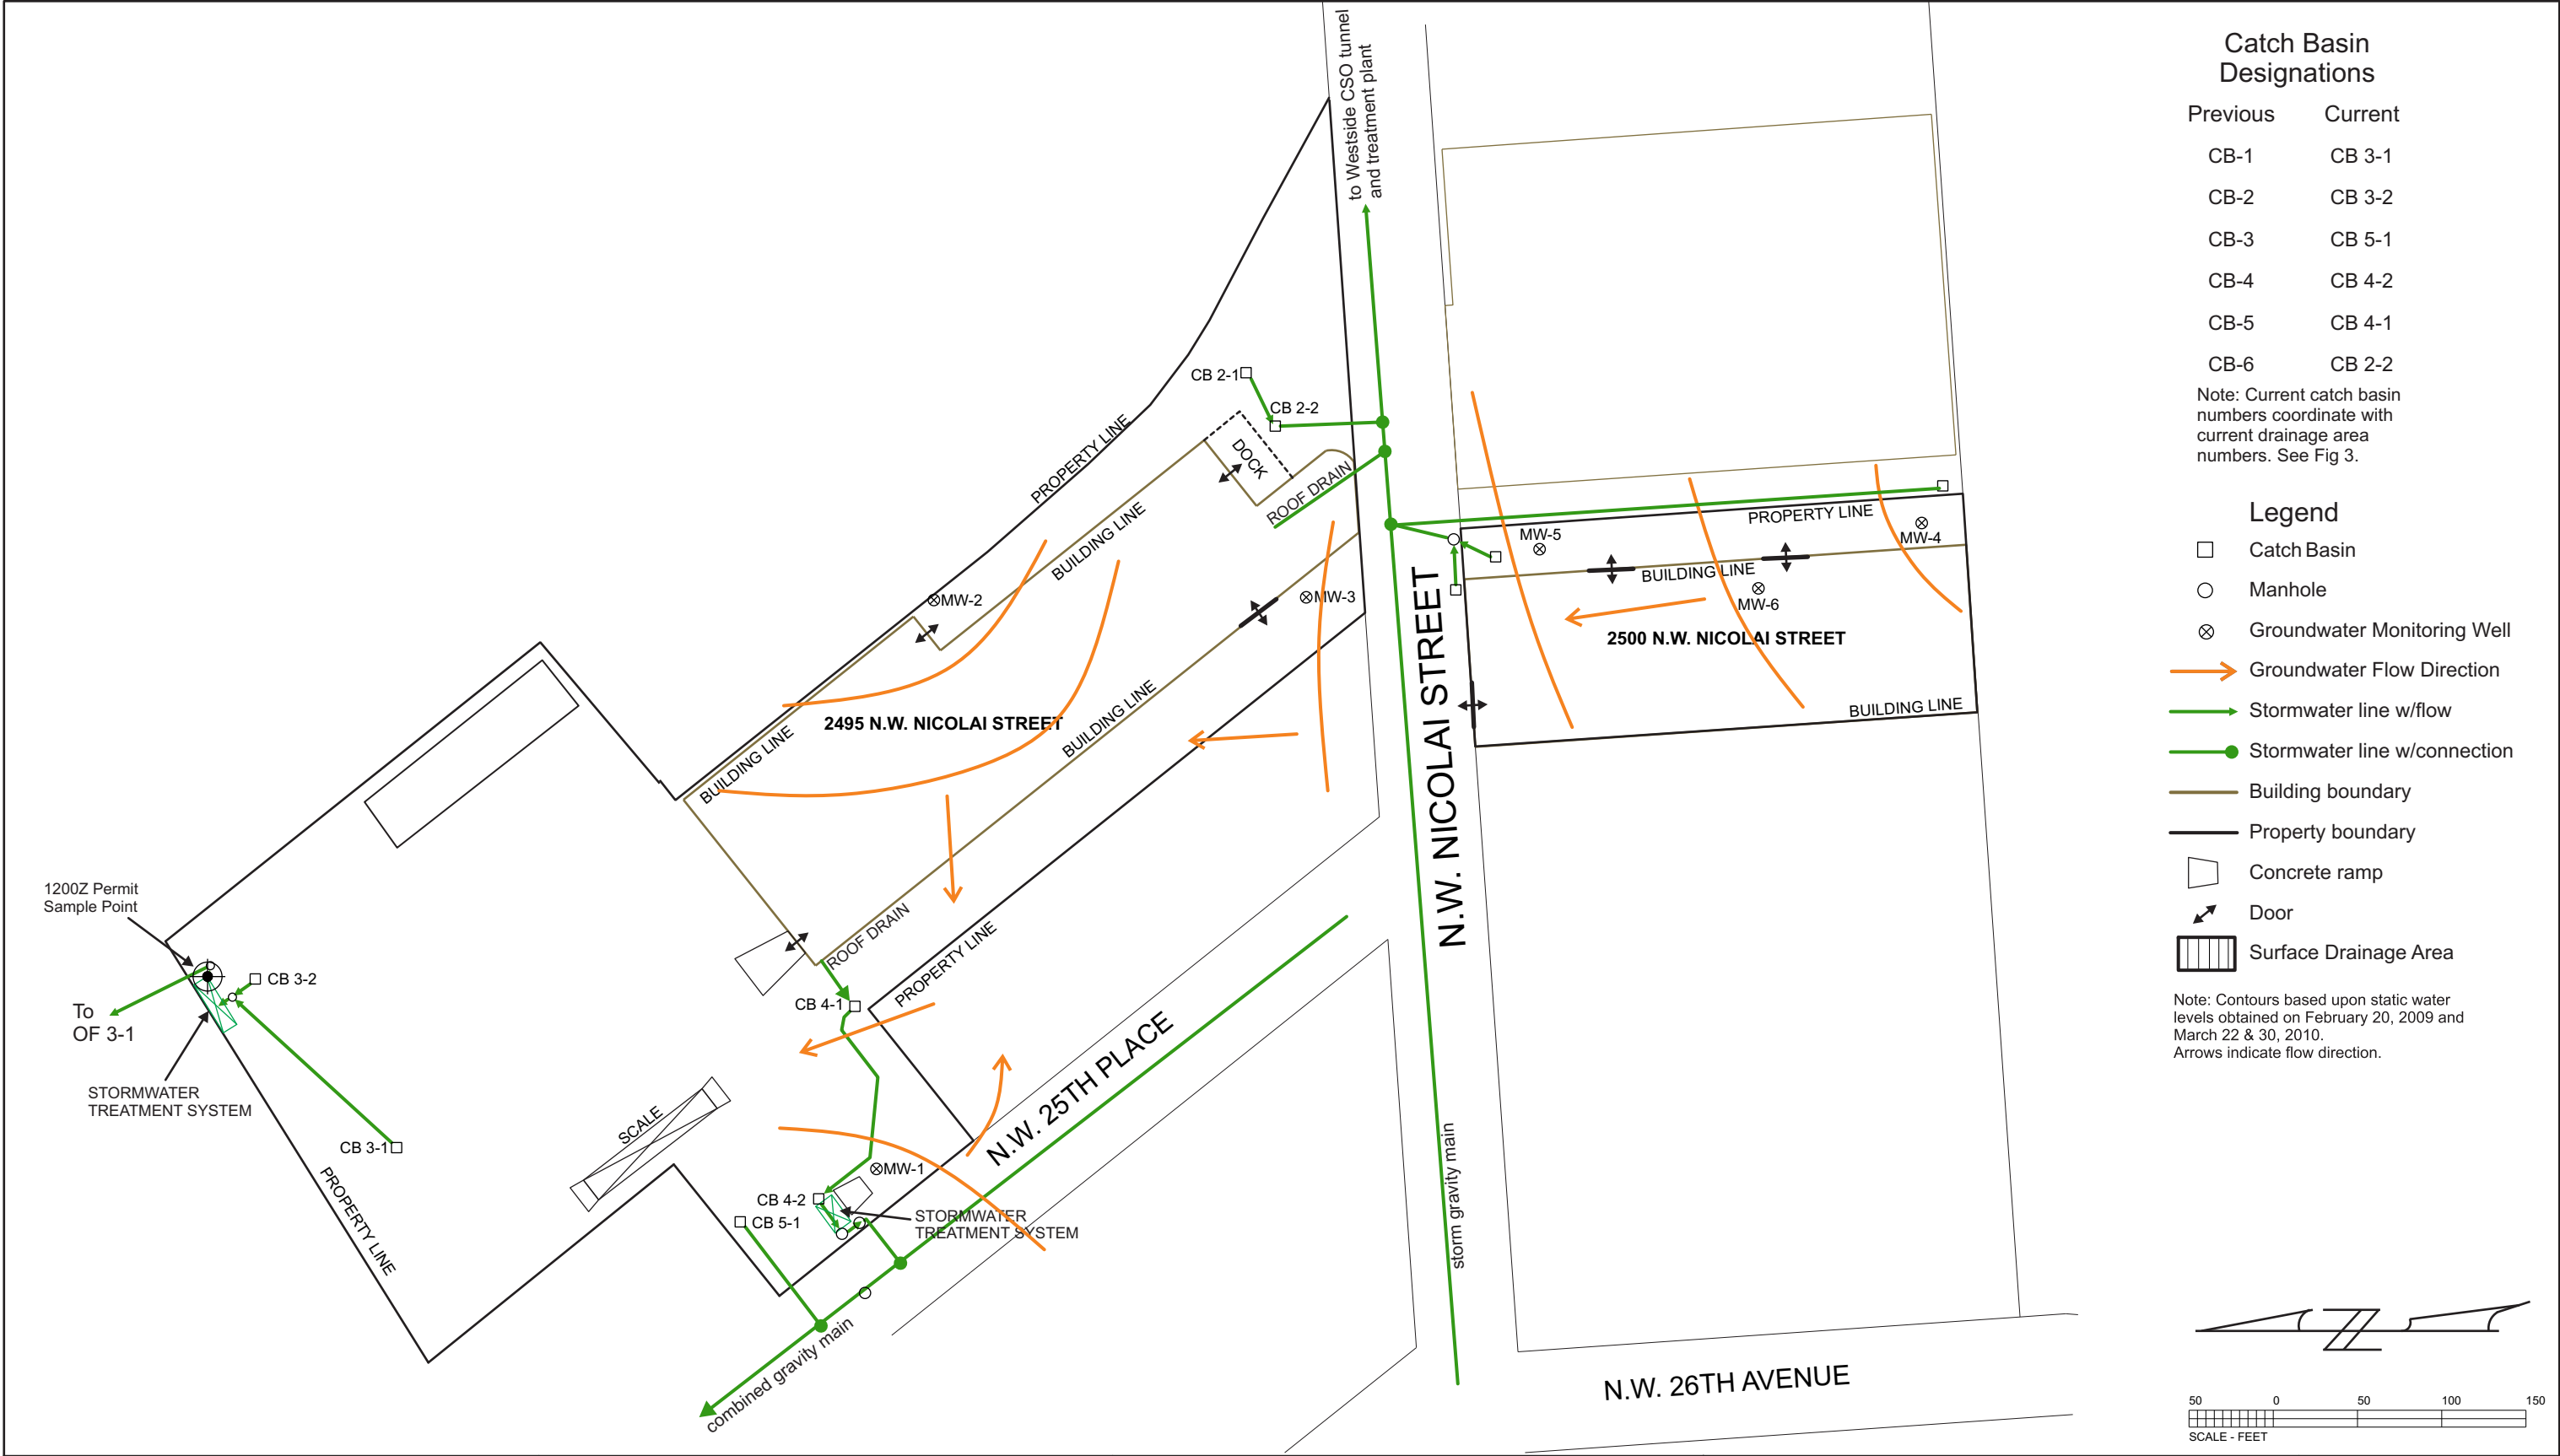 to Westside CSO tunnel
and treatment plant
CB 2-1
CB 2-2
PROPERTY LINE
DOCK
ROOF DRAIN
BUILDING LINE
MW-2
MW-3
2495 N.W. NICOLAI STREET
BUILDING LINE
BUILDING LINE
N.W. NICOLAI STREET
storm gravity main
PROPERTY LINE
MW-5
MW-4
BUILDING LINE
MW-6
2500 N.W. NICOLAI STREET
BUILDING LINE
1200Z Permit
Sample Point
CB 3-2
To
OF 3-1
STORMWATER
TREATMENT SYSTEM
CB 3-1
PROPERTY LINE
SCALE
ROOF DRAIN
CB 4-1
PROPERTY LINE
N.W. 25TH PLACE
MW-1
CB 4-2
CB 5-1
STORMWATER
TREATMENT SYSTEM
combined gravity main
N.W. 26TH AVENUE
Catch Basin
Designations
Previous Current
CB-1 CB 3-1
CB-2 CB 3-2
CB-3 CB 5-1
CB-4 CB 4-2
CB-5 CB 4-1
CB-6 CB 2-2
Note: Current catch basin
numbers coordinate with
current drainage area
numbers. See Fig 3.
Legend
Catch Basin
Manhole
Groundwater Monitoring Well
Groundwater Flow Direction
Stormwater line w/flow
Stormwater line w/connection
Building boundary
Property boundary
Concrete ramp
Door
Surface Drainage Area
Note: Contours based upon static water
levels obtained on February 20, 2009 and
March 22 & 30, 2010.
Arrows indicate flow direction.
Z
50 0 50 100 150
SCALE - FEET